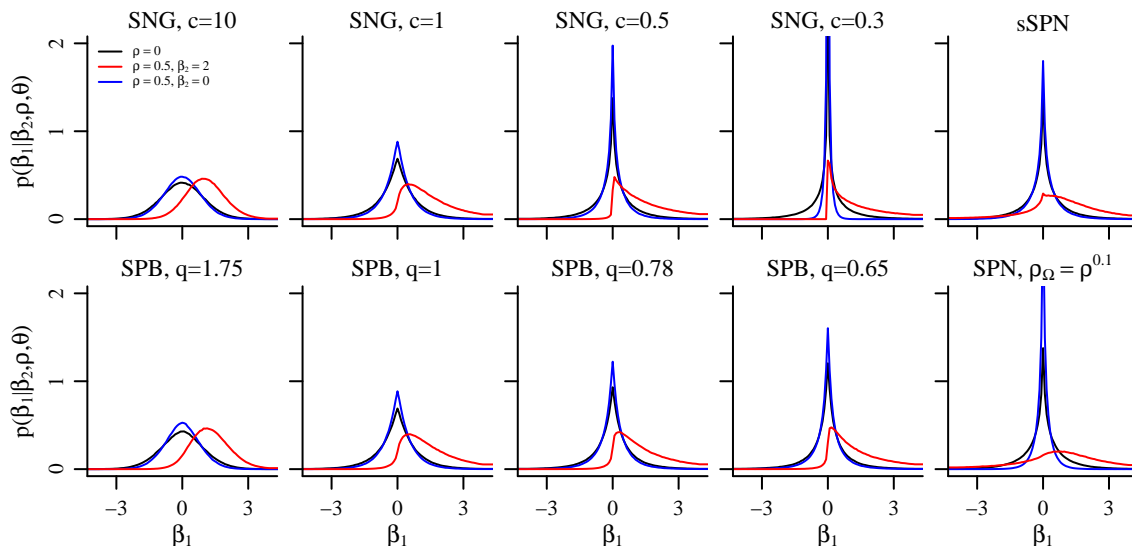 SNG, c=10
SNG, c=1
SNG, c=0.5
SNG, c=0.3
sSPN
p(β₁|β₂,ρ,θ)
2
1
0
ρ = 0
ρ = 0.5, β₂ = 2
ρ = 0.5, β₂ = 0
SPB, q=1.75
SPB, q=1
SPB, q=0.78
SPB, q=0.65
SPN, ρ_Ω = ρ^0.1
p(β₁|β₂,ρ,θ)
2
1
0
−3 0 3
−3 0 3
−3 0 3
−3 0 3
−3 0 3
β₁
β₁
β₁
β₁
β₁